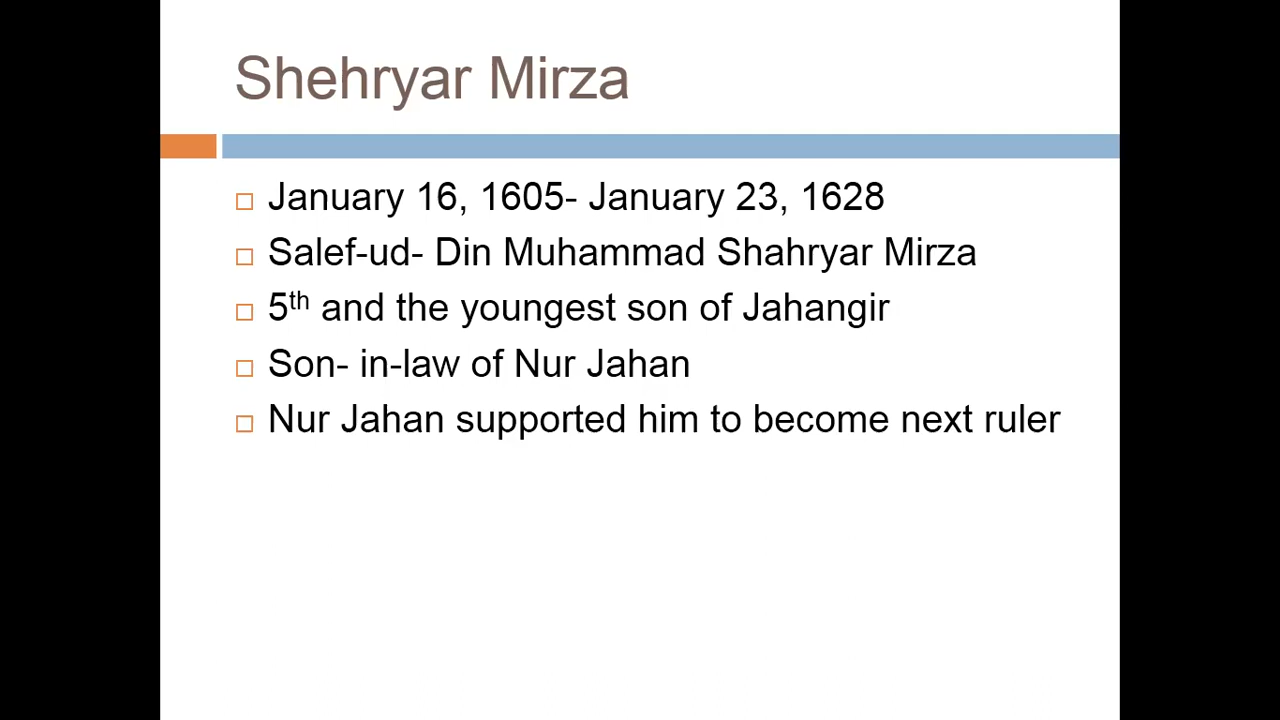 Shehryar Mirza
January 16, 1605- January 23, 1628
Salef-ud- Din Muhammad Shahryar Mirza
5th and the youngest son of Jahangir
Son- in-law of Nur Jahan
Nur Jahan supported him to become next ruler